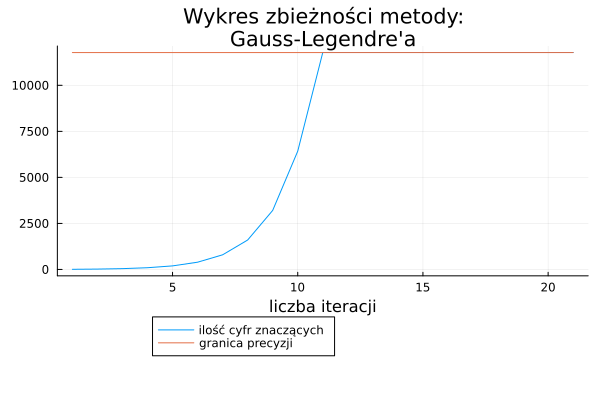 Wykres zbieżności metody:
Gauss-Legendre'a
10000
7500
5000
2500
0
5 10 15 20
liczba iteracji
ilość cyfr znaczących
granica precyzji